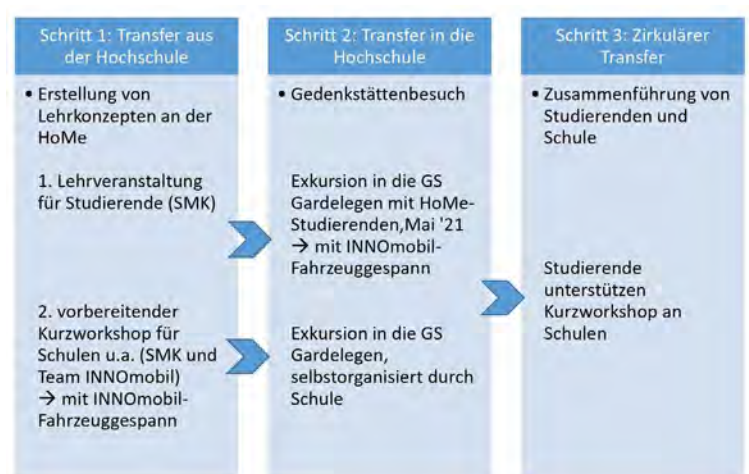 Schritt 1: Transfer aus
der Hochschule
• Erstellung von
Lehrkonzepten an der
HoMe
1. Lehrveranstaltung
für Studierende (SMK)
2. vorbereitender
Kurzworkshop für
Schulen u.a. (SMK und
Team INNOmobil)
→ mit INNOmobil-
Fahrzeuggespann
Schritt 2: Transfer in die
Hochschule
• Gedenkstättenbesuch
Exkursion in die GS
Gardelegen mit HoMe-
Studierenden,Mai '21
→ mit INNOmobil-
Fahrzeuggespann
Exkursion in die GS
Gardelegen,
selbstorganisiert durch
Schule
Schritt 3: Zirkulärer
Transfer
• Zusammenführung von
Studierenden und
Schule
Studierende
unterstützen
Kurzworkshop an
Schulen